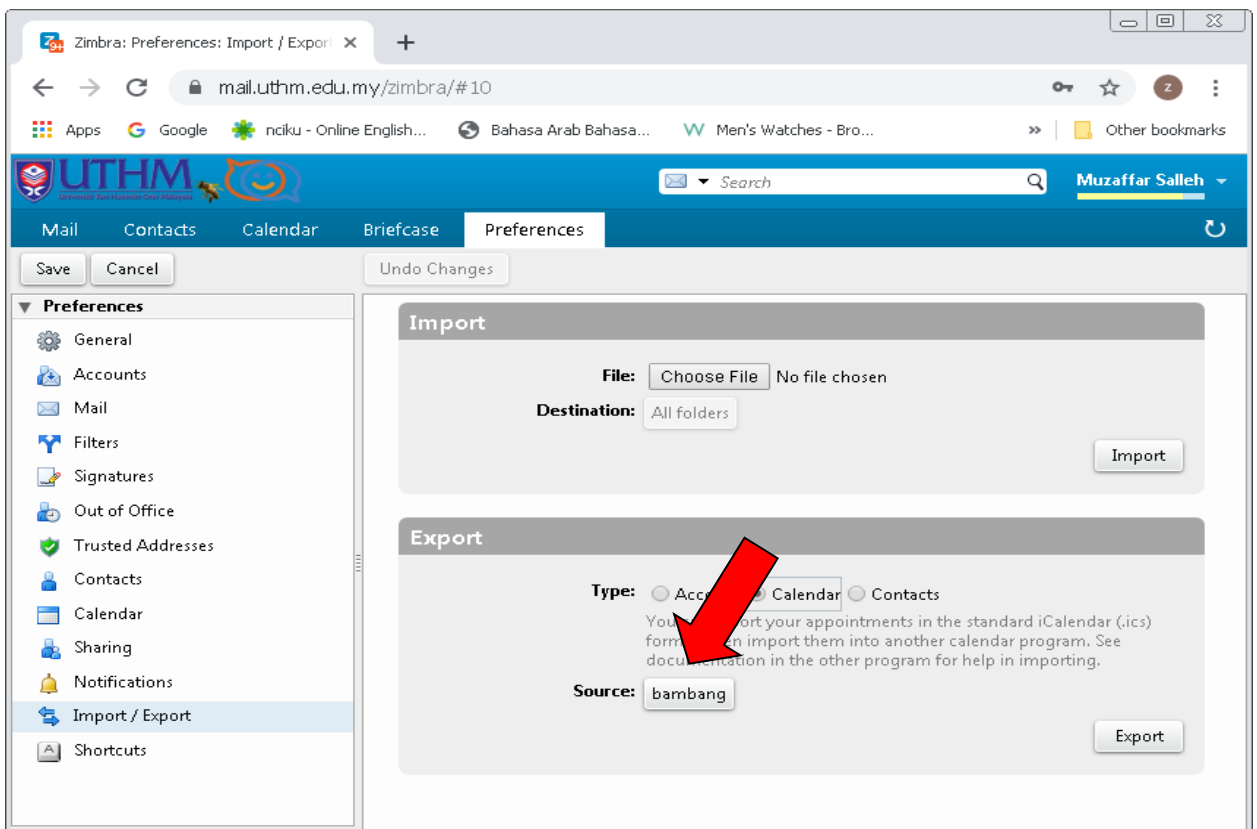 Zimbra: Preferences: Import / Export
mail.uthm.edu.my/zimbra/#10
Z
Apps Google nciku - Online English... Bahasa Arab Bahasa... Men's Watches - Bro... » Other bookmarks
UTHM
Search
Muzaffar Salleh
Mail Contacts Calendar Briefcase Preferences
Save Cancel Undo Changes
Preferences
General
Accounts
Mail
Filters
Signatures
Out of Office
Trusted Addresses
Contacts
Calendar
Sharing
Notifications
Import / Export
Shortcuts
Import
File: Choose File No file chosen
Destination: All folders
Import
Export
Type: Calendar Contacts
your appointments in the standard iCalendar (.ics)
import them into another calendar program. See
in the other program for help in importing.
Source: bambang
Export